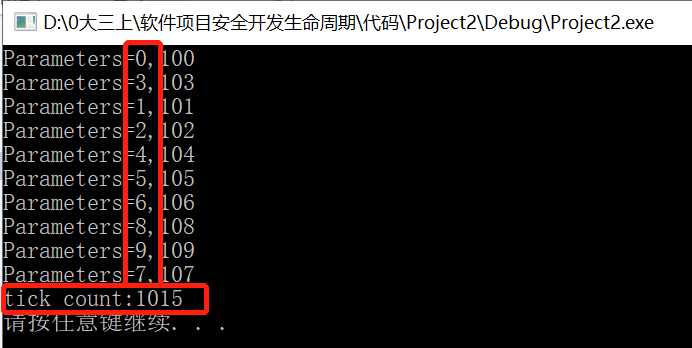 D:\0大三上\软件项目安全开发生命周期\代码\Project2\Debug\Project2.exe
Parameters=0,100
Parameters=3,103
Parameters=1,101
Parameters=2,102
Parameters=4,104
Parameters=5,105
Parameters=6,106
Parameters=8,108
Parameters=9,109
Parameters=7,107
tick count:1015
请按任意键继续. . .